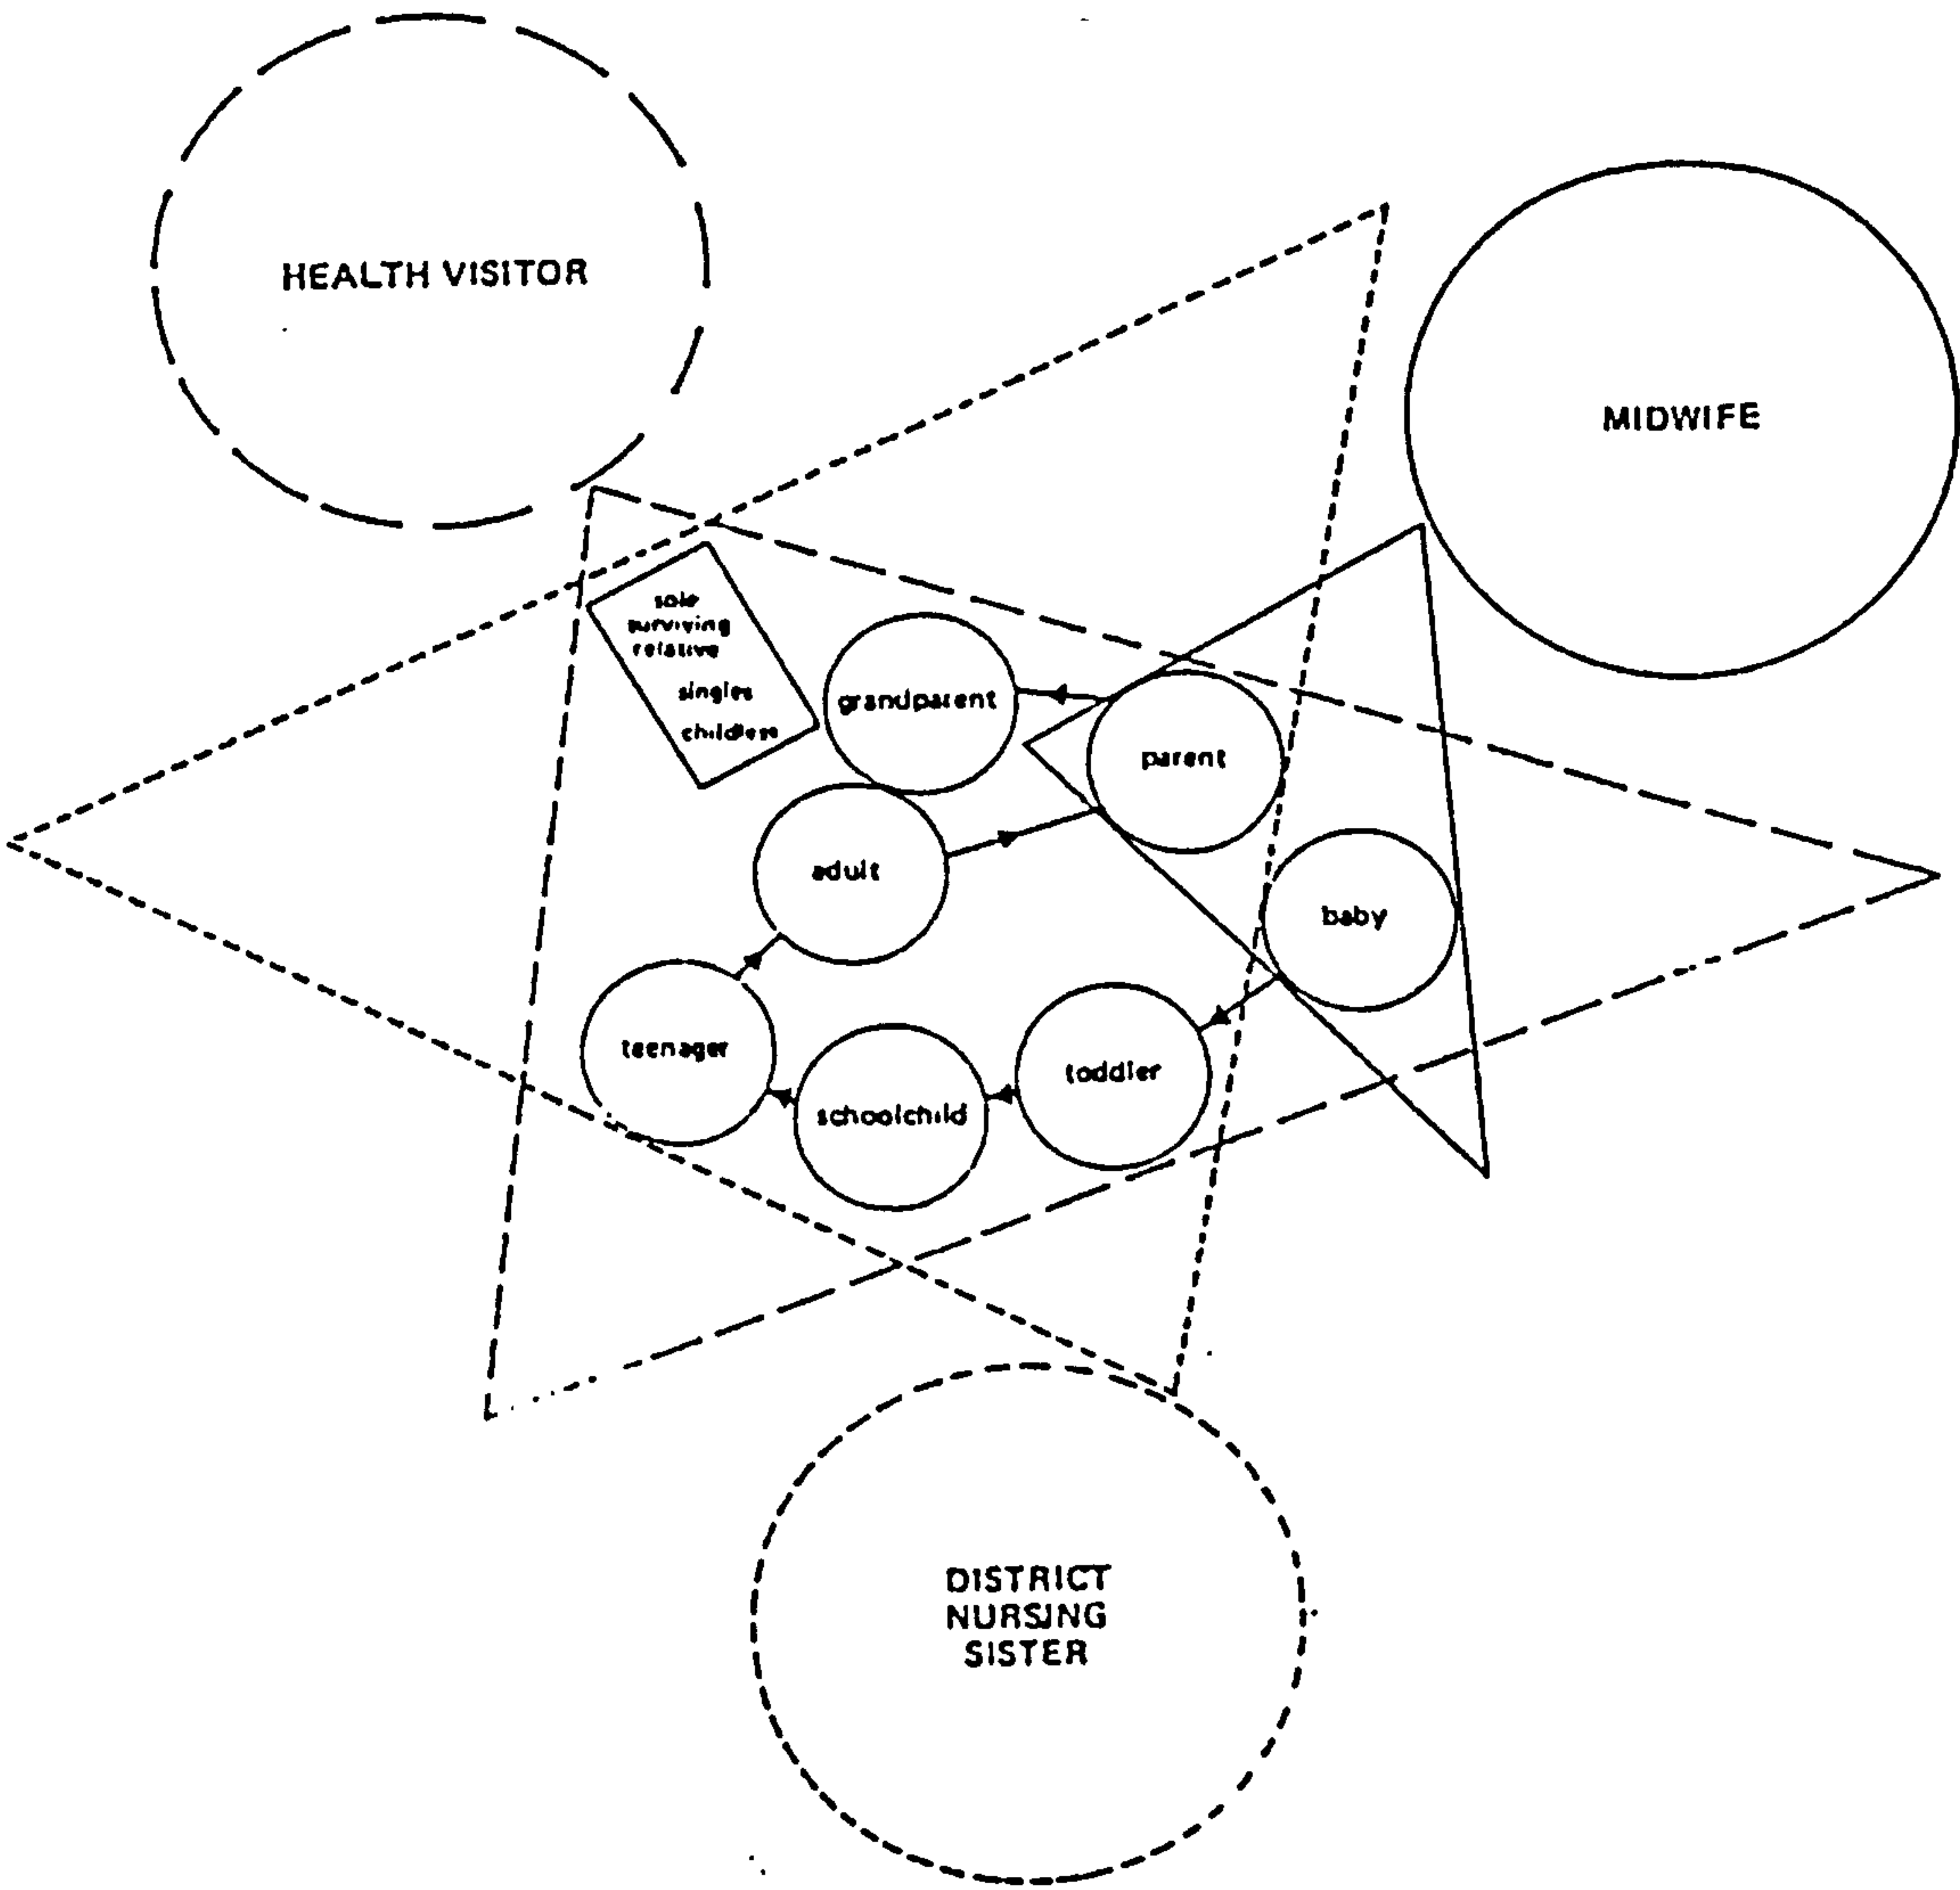 HEALTH VISITOR
MIDWIFE
sole
surviving
relative
singles
childless
grandparent
parent
adult
baby
teenager
toddler
schoolchild
DISTRICT
NURSING
SISTER